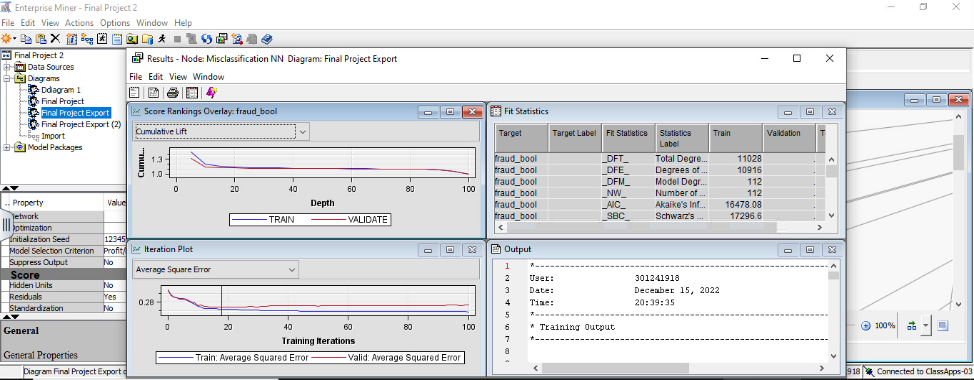 Enterprise Miner - Final Project 2
File Edit View Actions Options Window Help
Final Project 2
Data Sources
Diagrams
Ddiagram 1
Final Project
Final Project Export
Final Project Export (2)
Import
Model Packages
.. Property Value
Network
Optimization
Initialization Seed 12345
Model Selection Criterion Profit/
Suppress Output No
Score
Hidden Units No
Residuals Yes
Standardization No
General
General Properties
Diagram Final Project Export
Results - Node: Misclassification NN Diagram: Final Project Export
File Edit View Window
Score Rankings Overlay: fraud_bool
Cumulative Lift
Cumu...
1.3
1.0
0 20 40 60 80 100
Depth
TRAIN VALIDATE
Fit Statistics
Target Target Label Fit Statistics Statistics Label Train Validation T
fraud_bool _DFT_ Total Degre... 11028 .
fraud_bool _DFE_ Degrees of ... 10916 .
fraud_bool _DFM_ Model Degr... 112 .
fraud_bool _NW_ Number of ... 112 .
fraud_bool _AIC_ Akaike's Inf... 16478.08 .
fraud_bool _SBC_ Schwarz's ... 17296.6 .
Iteration Plot
Average Square Error
0.28
0 20 40 60 80 100
Training Iterations
Train: Average Squared Error Valid: Average Squared Error
Output
1 *----
2 User: 301241918
3 Date: December 15, 2022
4 Time: 20:39:35
5 *----
6 * Training Output
7 *----
8
100%
918 Connected to ClassApps-03